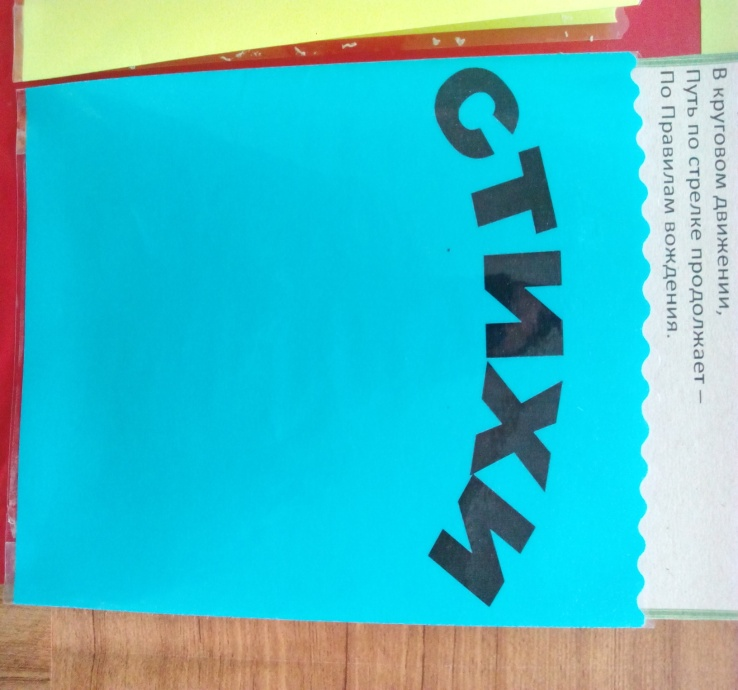 В круговом движении,
Путь по стрелке продолжает –
По Правилам вождения.
СТИХИ